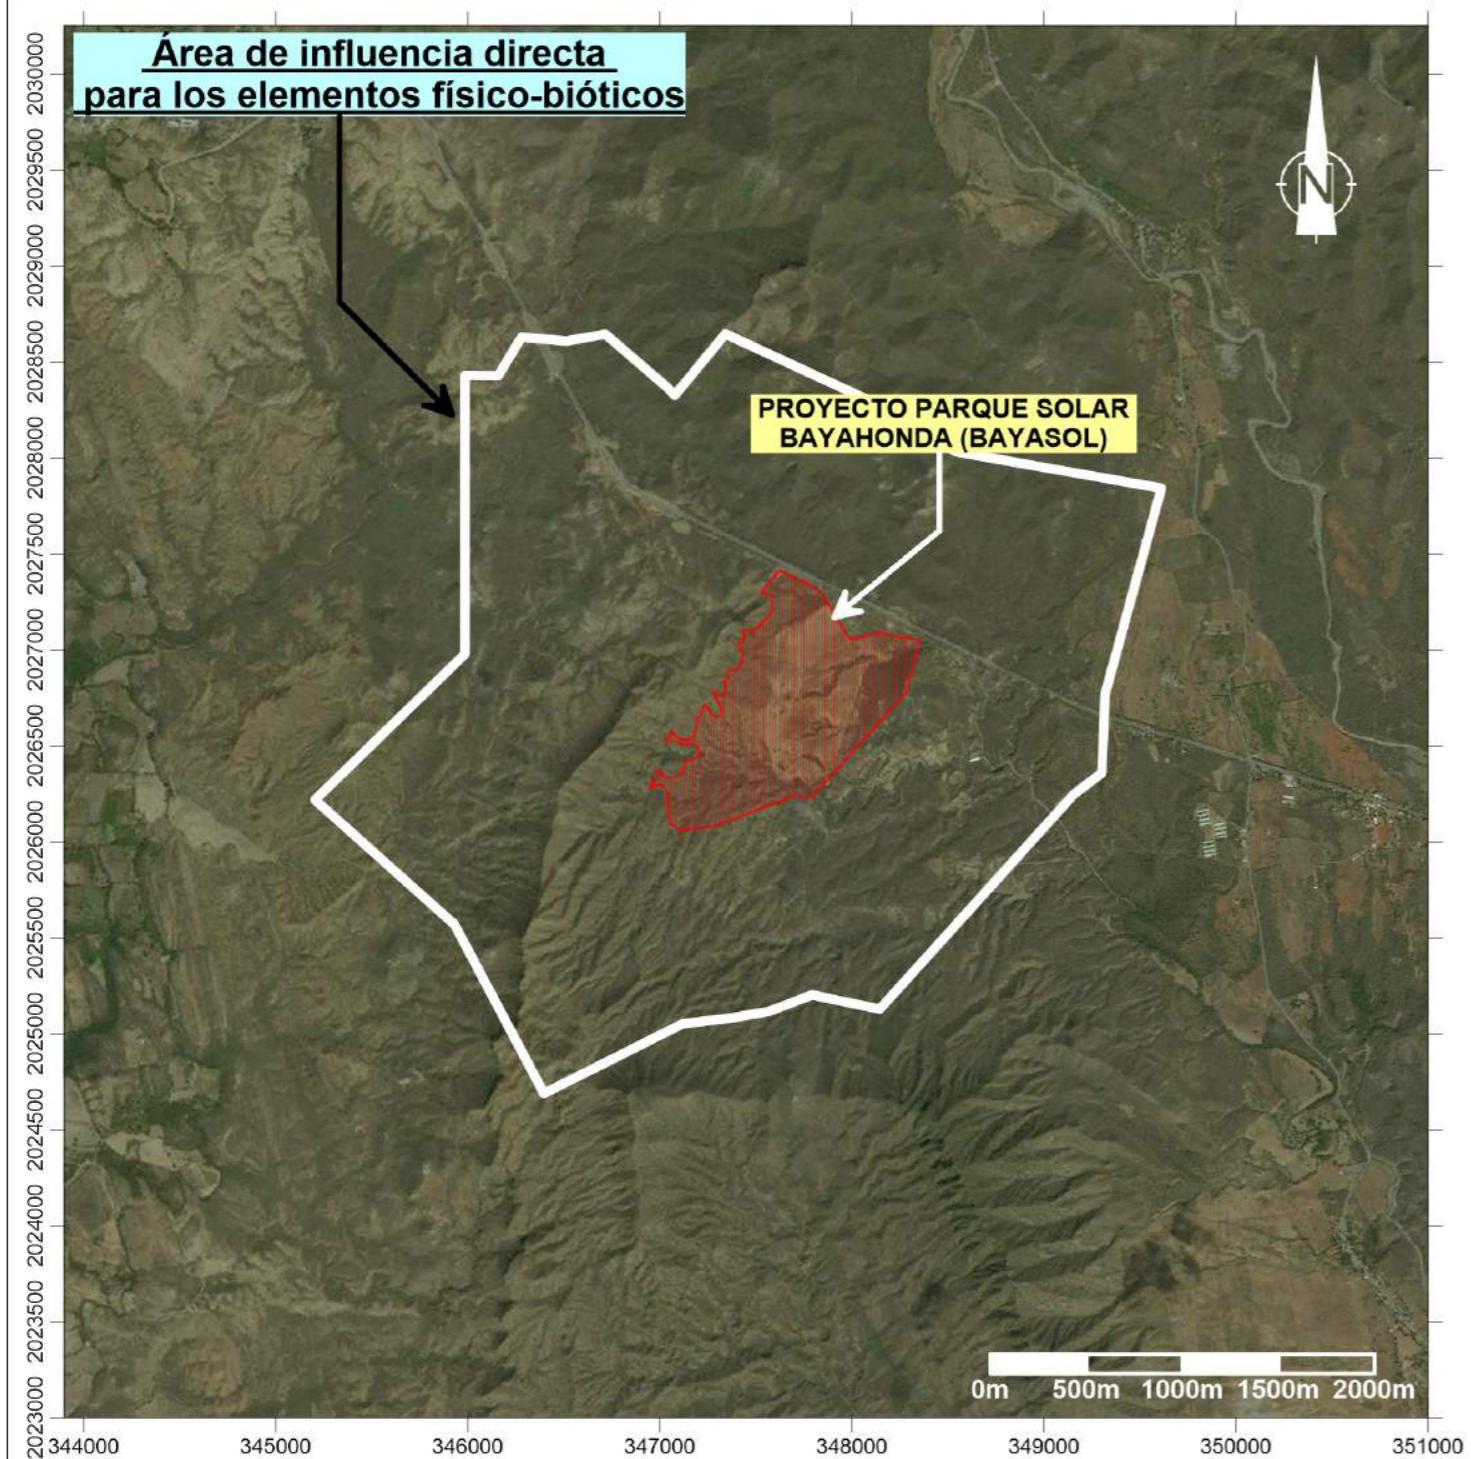 Área de influencia directa
para los elementos físico-bióticos
N
PROYECTO PARQUE SOLAR
BAYAHONDA (BAYASOL)
2030000
2029500
2029000
2028500
2028000
2027500
2027000
2026500
2026000
2025500
2025000
2024500
2024000
2023500
2023000
0m 500m 1000m 1500m 2000m
344000 345000 346000 347000 348000 349000 350000 351000